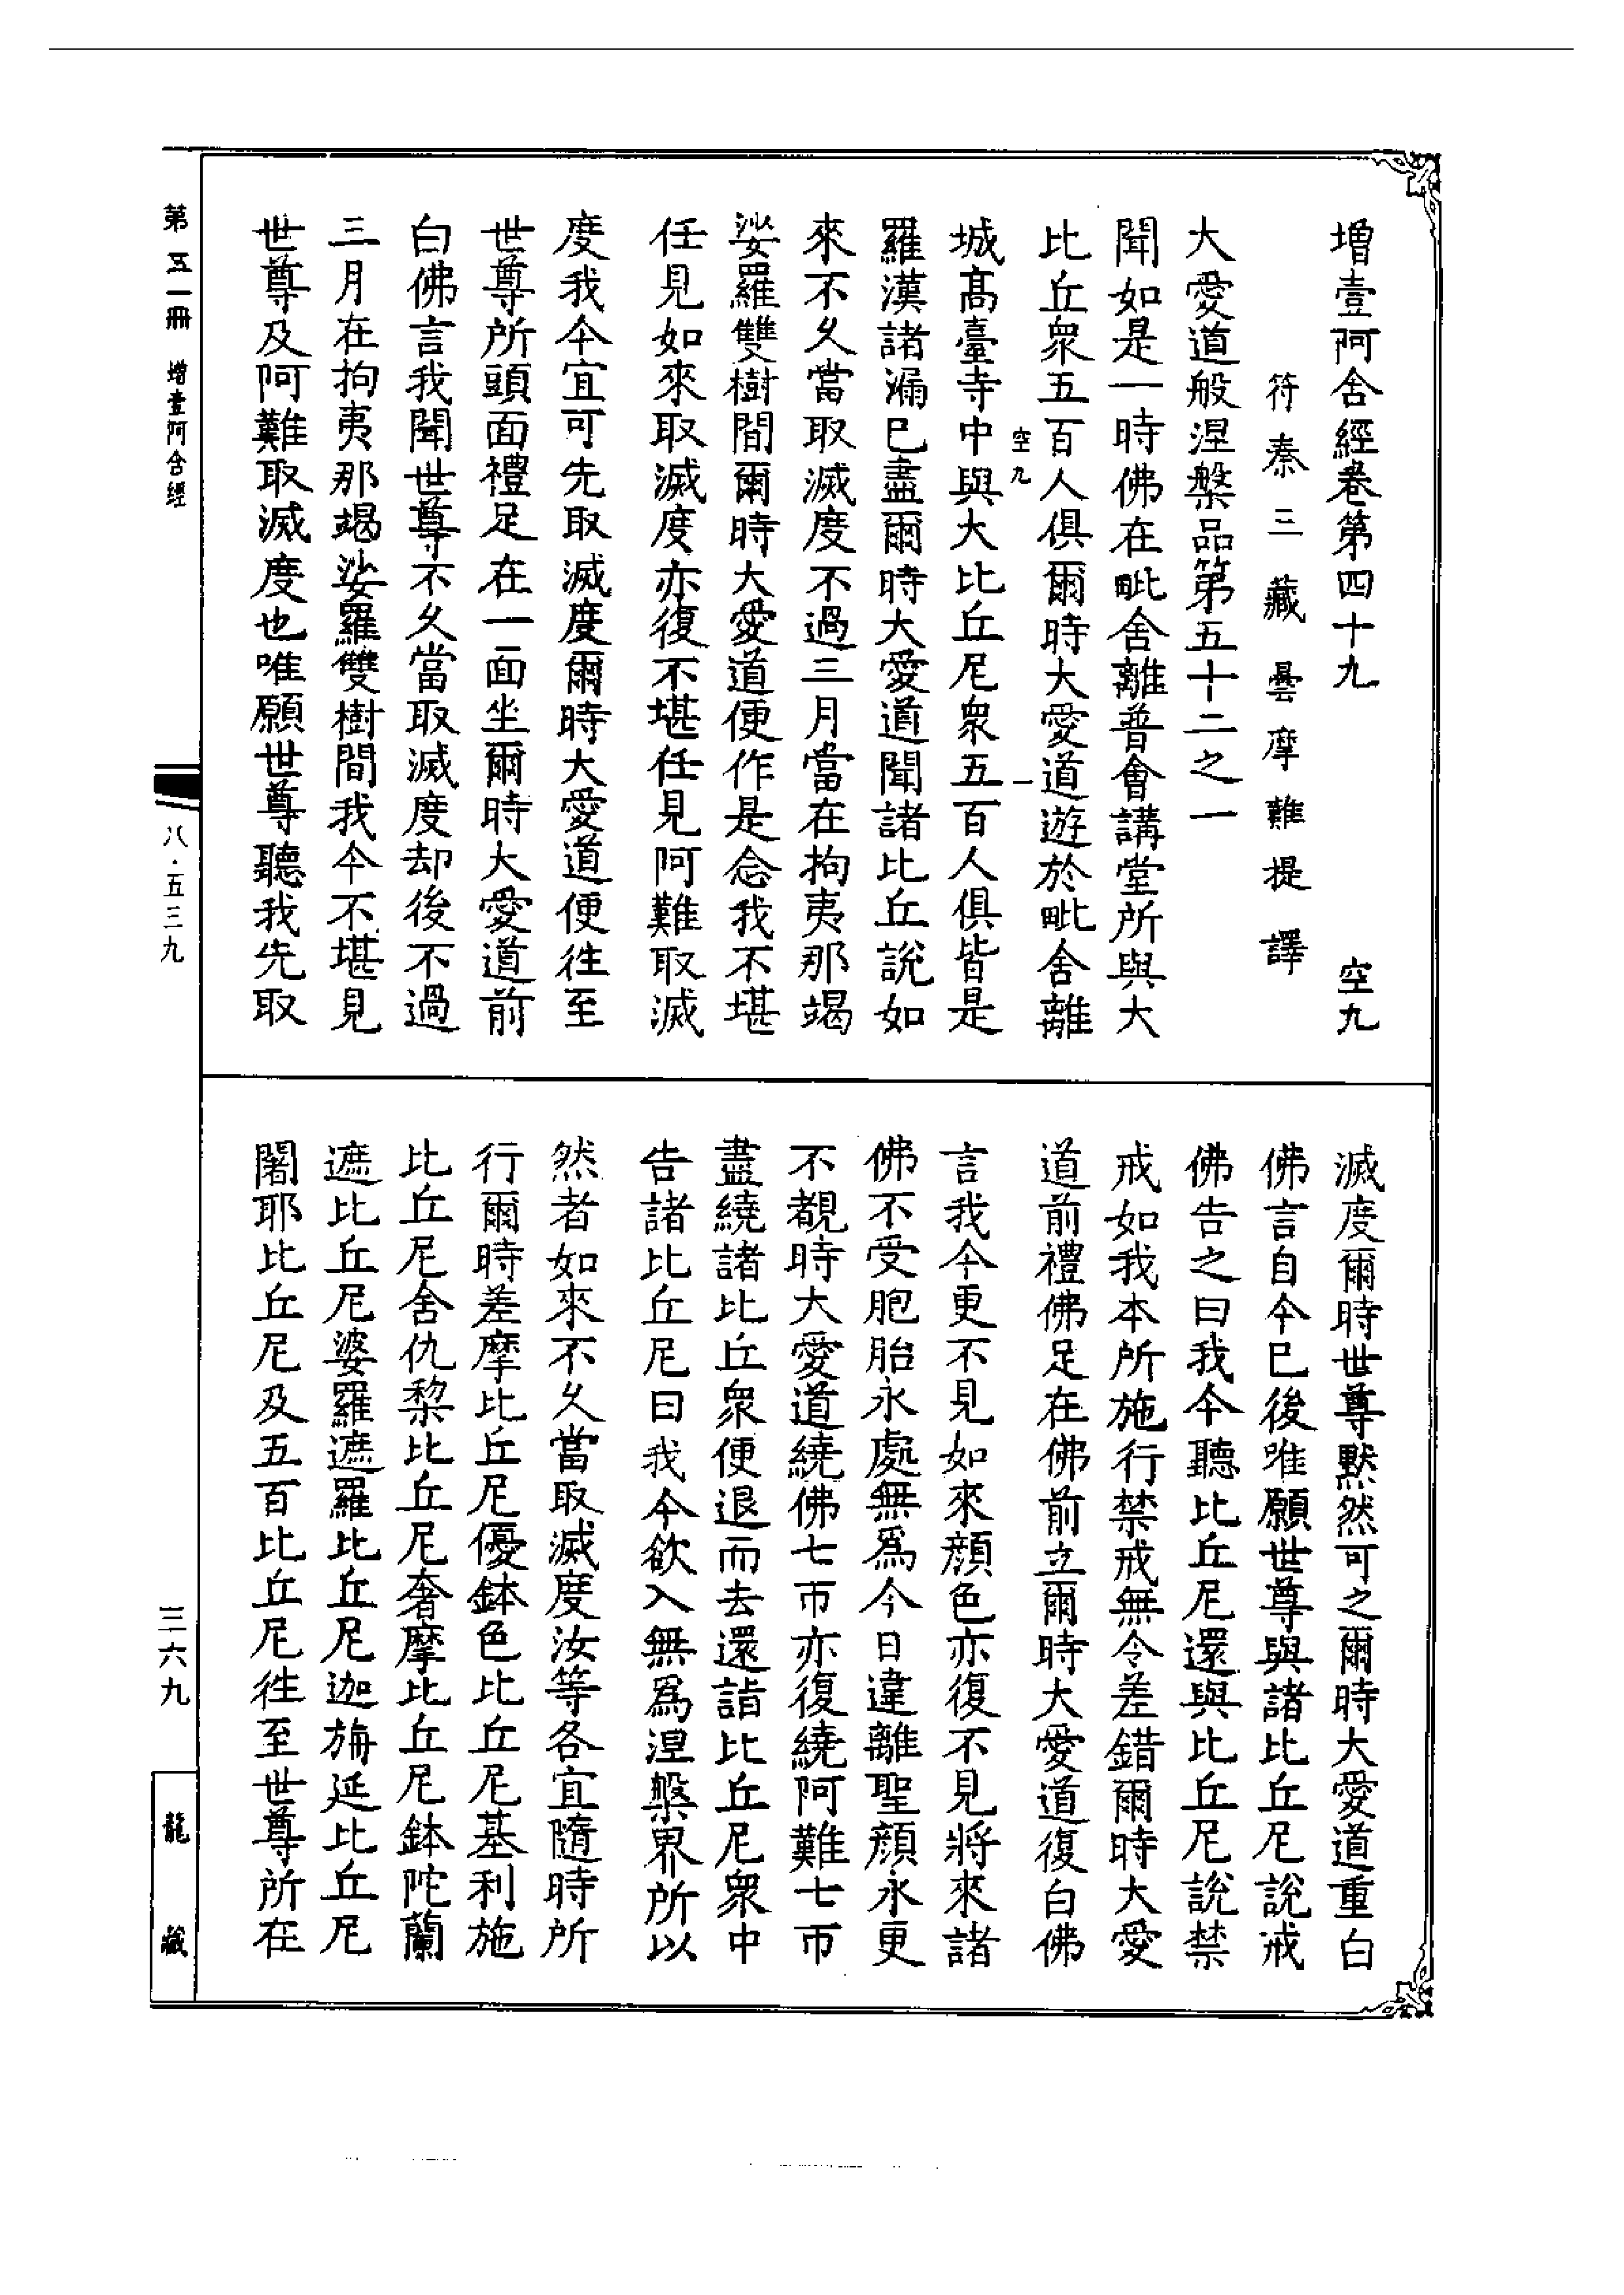 增壹阿舍經卷第四十九 空九
符秦三藏曇摩難提譯
大愛道般涅槃品第五十二之一
聞如是一時佛在毗舍離普會講堂所與大
比丘衆五百人俱爾時大愛道遊於毗舍離
空九 一
城髙臺寺中與大比丘尼衆五百人俱皆是
羅漢諸漏巳盡爾時大愛道聞諸比丘說如
來不乆當取滅度不過三月當在拘夷那竭
娑羅雙樹間爾時大愛道便作是念我不堪
任見如來取滅度亦復不堪任見阿難取滅
度我今宜可先取滅度爾時大愛道便徃至
世尊所頭面禮足在一面坐爾時大愛道前
白佛言我聞世尊不乆當取滅度却後不過
三月在拘夷那竭娑羅雙樹間我今不堪見
世尊及阿難取滅度也唯願世尊聽我先取
滅度爾時世尊默然可之爾時大愛道重白
佛言自今巳後唯願世尊與諸比丘尼說戒
佛告之曰我今聽比丘尼還與比丘尼說禁
戒如我本所施行禁戒無令差錯爾時大愛
道前禮佛足在佛前立爾時大愛道復白佛
言我今更不見如來顔色亦復不見將來諸
佛不受胞胎永處無爲今日違離聖顔永更
不覩時大愛道繞佛七帀亦復繞阿難七帀
盡繞諸比丘衆便退而去還詣比丘尼衆中
告諸比丘尼曰我今欲入無爲涅槃界所以
然者如來不乆當取滅度汝等各宜隨時所
行爾時差摩比丘尼優鉢色比丘尼基利施
比丘尼舍仇棃比丘尼奢摩比丘尼鉢陀蘭
遮比丘尼婆羅遮羅比丘尼迦旃延比丘尼
闍耶比丘尼及五百比丘尼徃至世尊所在
第五一冊 增壹阿含經
八·五三九
三六九
龍藏